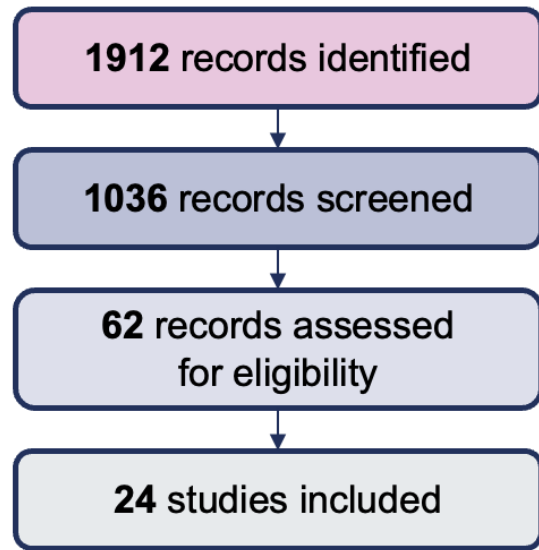 1912 records identified
1036 records screened
62 records assessed
for eligibility
24 studies included